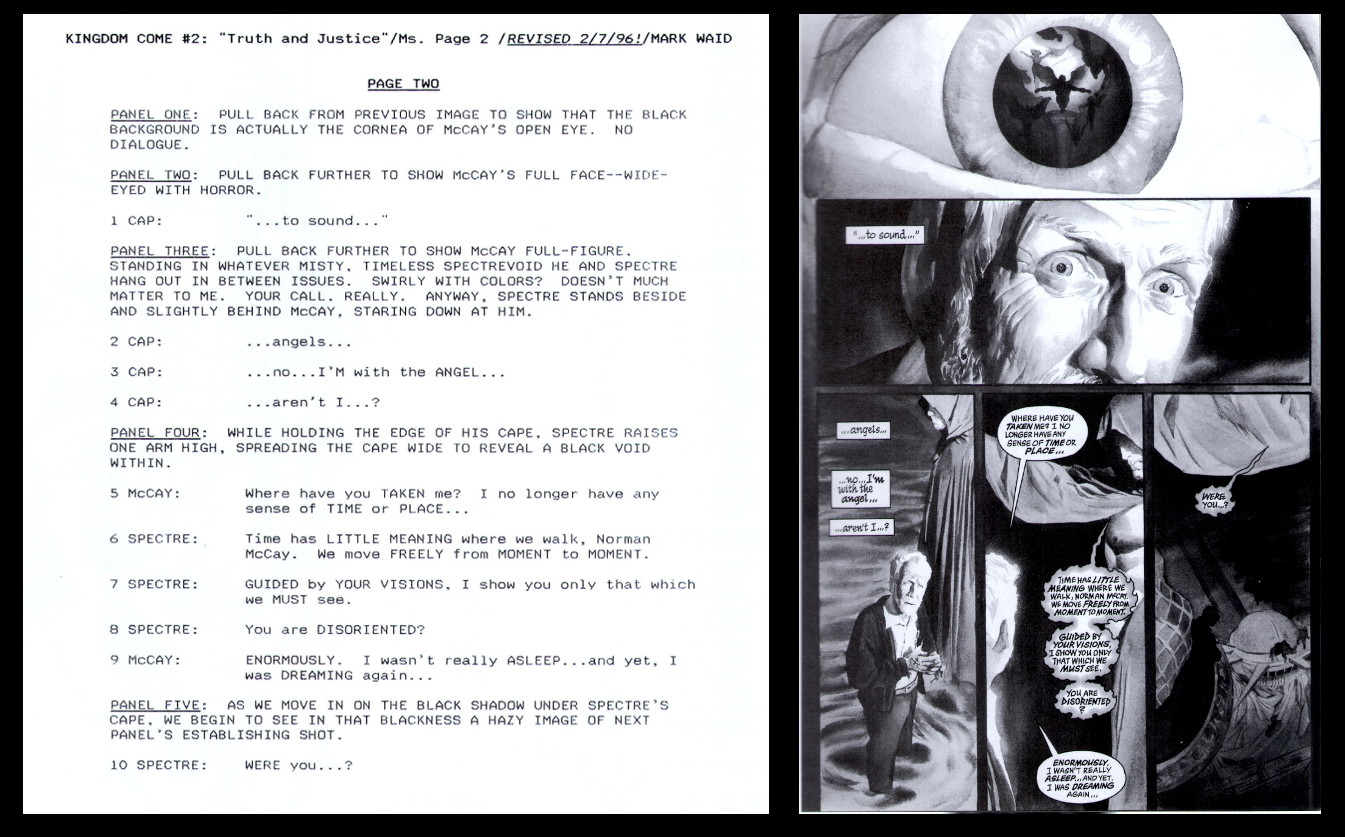 KINGDOM COME #2: "Truth and Justice"/Ms. Page 2 /REVISED 2/7/96!/MARK WAID
PAGE TWO
PANEL ONE: PULL BACK FROM PREVIOUS IMAGE TO SHOW THAT THE BLACK
BACKGROUND IS ACTUALLY THE CORNEA OF McCAY'S OPEN EYE. NO
DIALOGUE.
PANEL TWO: PULL BACK FURTHER TO SHOW McCAY'S FULL FACE--WIDE-
EYED WITH HORROR.
1 CAP: "...to sound..."
PANEL THREE: PULL BACK FURTHER TO SHOW McCAY FULL-FIGURE,
STANDING IN WHATEVER MISTY, TIMELESS SPECTREVOID HE AND SPECTRE
HANG OUT IN BETWEEN ISSUES. SWIRLY WITH COLORS? DOESN'T MUCH
MATTER TO ME. YOUR CALL. REALLY. ANYWAY, SPECTRE STANDS BESIDE
AND SLIGHTLY BEHIND McCAY, STARING DOWN AT HIM.
2 CAP: ...angels...
3 CAP: ...no...I'M with the ANGEL...
4 CAP: ...aren't I...?
PANEL FOUR: WHILE HOLDING THE EDGE OF HIS CAPE, SPECTRE RAISES
ONE ARM HIGH, SPREADING THE CAPE WIDE TO REVEAL A BLACK VOID
WITHIN.
5 McCAY: Where have you TAKEN me? I no longer have any
sense of TIME or PLACE...
6 SPECTRE: Time has LITTLE MEANING where we walk, Norman
McCay. We move FREELY from MOMENT to MOMENT.
7 SPECTRE: GUIDED by YOUR VISIONS, I show you only that which
we MUST see.
8 SPECTRE: You are DISORIENTED?
9 McCAY: ENORMOUSLY. I wasn't really ASLEEP...and yet, I
was DREAMING again...
PANEL FIVE: AS WE MOVE IN ON THE BLACK SHADOW UNDER SPECTRE'S
CAPE, WE BEGIN TO SEE IN THAT BLACKNESS A HAZY IMAGE OF NEXT
PANEL'S ESTABLISHING SHOT.
10 SPECTRE: WERE you...?
"...to sound..."
...angels...
...no...I'm
with the
angel...
...aren't I...?
WHERE HAVE YOU
TAKEN ME? I NO
LONGER HAVE ANY
SENSE OF TIME OR
PLACE...
TIME HAS LITTLE
MEANING WHERE WE
WALK, NORMAN McCAY.
WE MOVE FREELY FROM
MOMENT TO MOMENT.
GUIDED BY
YOUR VISIONS,
I SHOW YOU ONLY
THAT WHICH WE
MUST SEE.
YOU ARE
DISORIENTED
?
ENORMOUSLY.
I WASN'T REALLY
ASLEEP...AND YET,
I WAS DREAMING
AGAIN...
WERE
YOU...?